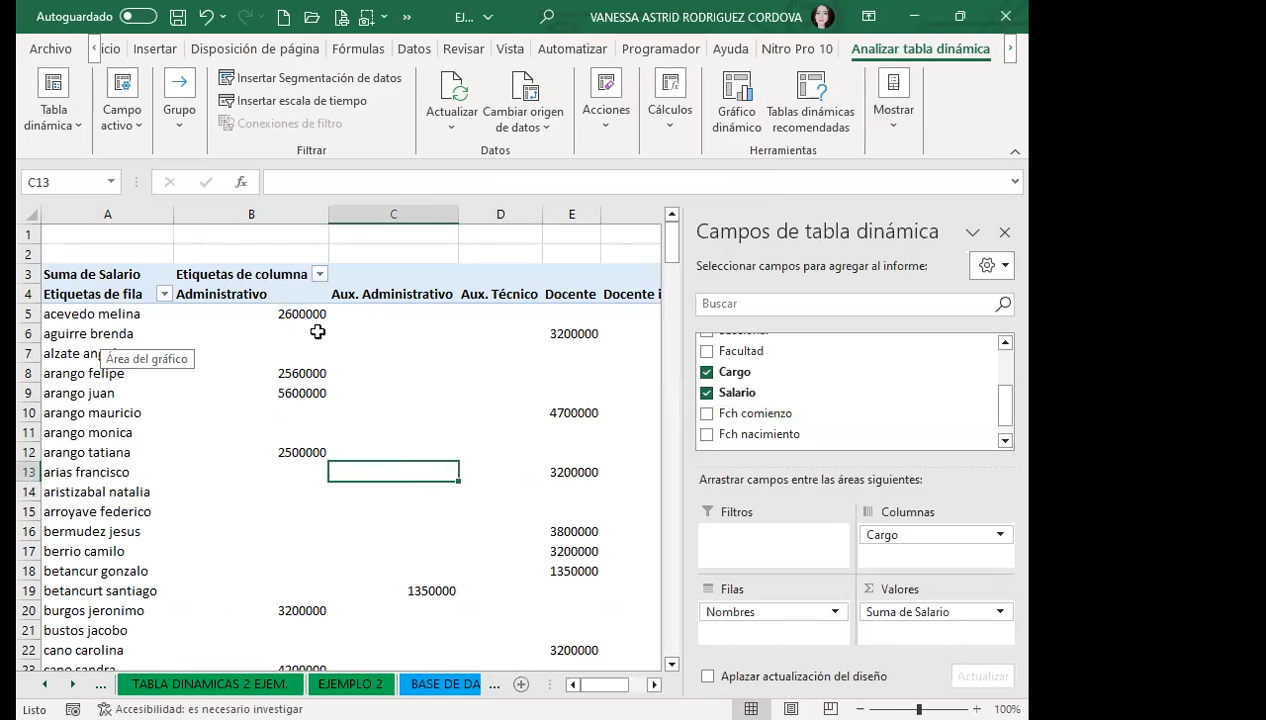 Autoguardado EJ... VANESSA ASTRID RODRIGUEZ CORDOVA
Archivo icio Insertar Disposición de página Fórmulas Datos Revisar Vista Automatizar Programador Ayuda Nitro Pro 10 Analizar tabla dinámica
Tabla dinámica
Campo activo
Grupo
Insertar Segmentación de datos
Insertar escala de tiempo
Conexiones de filtro
Filtrar
Actualizar
Cambiar origen de datos
Datos
Acciones
Cálculos
Gráfico dinámico
Tablas dinámicas recomendadas
Herramientas
Mostrar
C13 fx
A B C D E
1
2
3 Suma de Salario Etiquetas de columna
4 Etiquetas de fila Administrativo Aux. Administrativo Aux. Técnico Docente Docente i
5 acevedo melina 2600000
6 aguirre brenda 3200000
7 alzate
Área del gráfico
8 arango felipe 2560000
9 arango juan 5600000
10 arango mauricio 4700000
11 arango monica
12 arango tatiana 2500000
13 arias francisco 3200000
14 aristizabal natalia
15 arroyave federico
16 bermudez jesus 3800000
17 berrio camilo 3200000
18 betancur gonzalo 1350000
19 betancurt santiago 1350000
20 burgos jeronimo 3200000
21 bustos jacobo
22 cano carolina 3200000
23 cano sandra 4200000
Campos de tabla dinámica
Seleccionar campos para agregar al informe:
Buscar
Facultad
Cargo
Salario
Fch comienzo
Fch nacimiento
Arrastrar campos entre las áreas siguientes:
Filtros
Columnas
Cargo
Filas
Nombres
Σ Valores
Suma de Salario
Aplazar actualización del diseño Actualizar
... TABLA DINAMICAS 2 EJEM. EJEMPLO 2 BASE DE DA ...
Listo Accesibilidad: es necesario investigar 100%